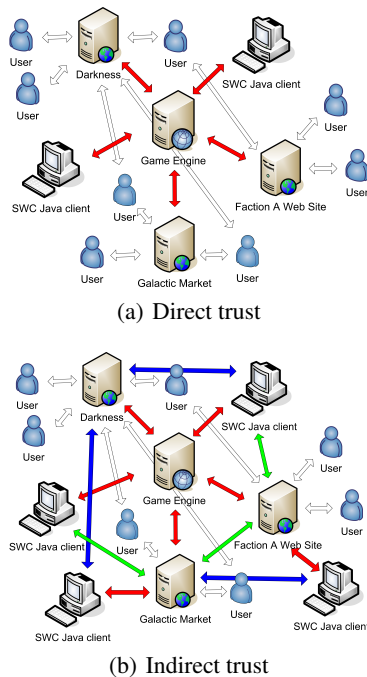 User
Darkness
User
User
SWC Java client
Game Engine
User
SWC Java client
User
Faction A Web Site
User
User
Galactic Market
User
(a) Direct trust
User
Darkness
User
User
SWC Java client
Game Engine
User
SWC Java client
User
Faction A Web Site
User
SWC Java client
Galactic Market
User
SWC Java client
(b) Indirect trust